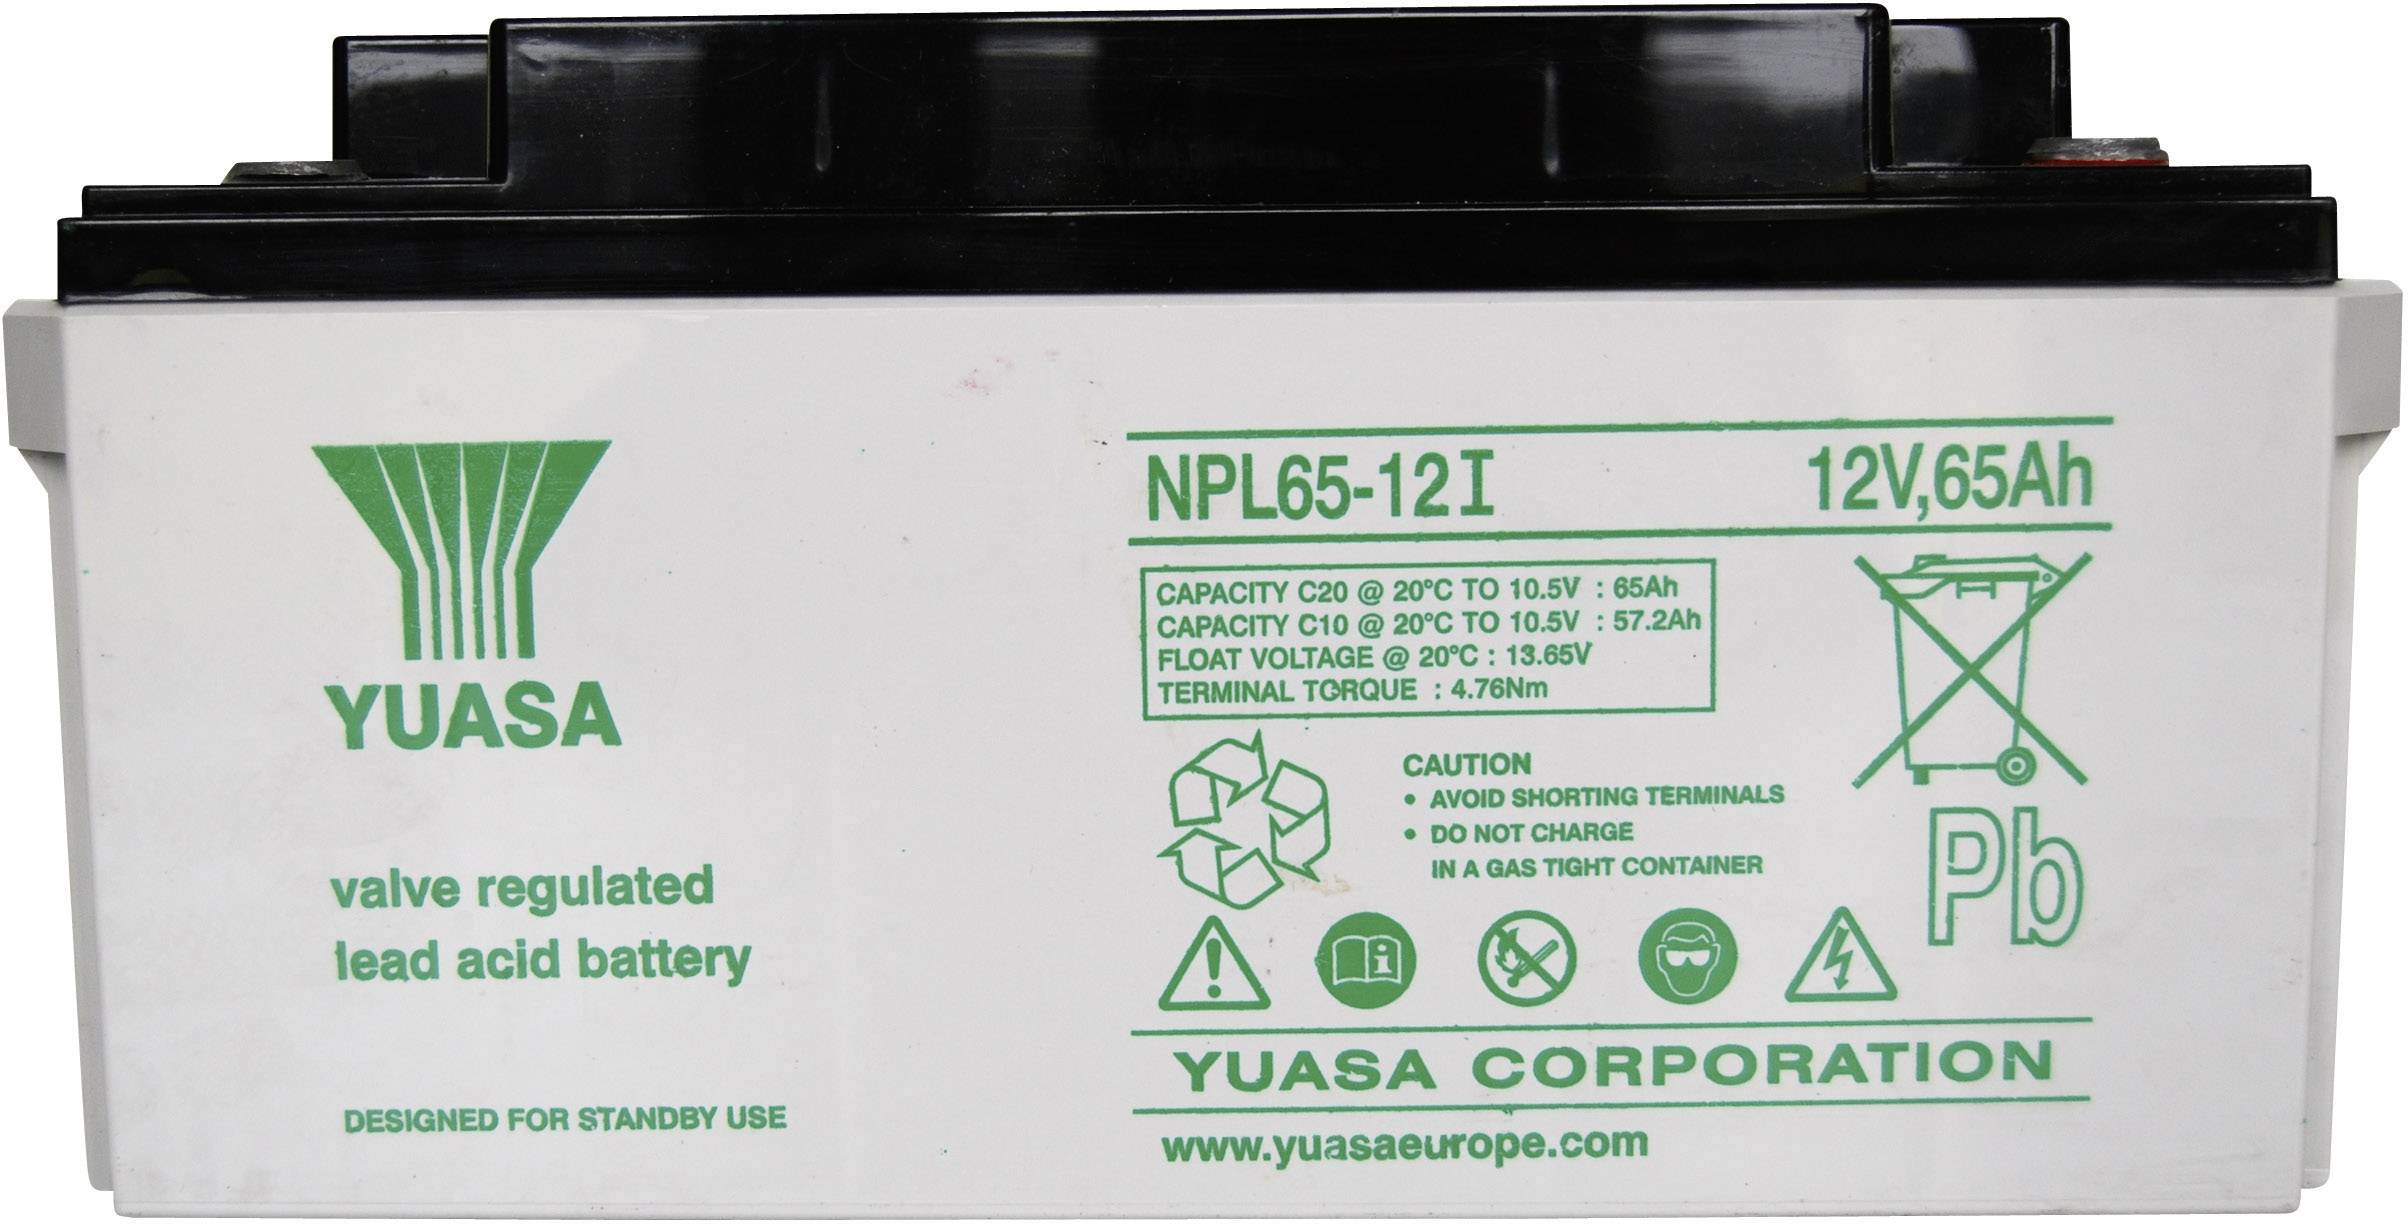 YUASA
valve regulated
lead acid battery
DESIGNED FOR STANDBY USE
NPL65-12I 12V,65Ah
CAPACITY C20 @ 20°C TO 10.5V : 65Ah
CAPACITY C10 @ 20°C TO 10.5V : 57.2Ah
FLOAT VOLTAGE @ 20°C : 13.65V
TERMINAL TORQUE : 4.76Nm
CAUTION
• AVOID SHORTING TERMINALS
• DO NOT CHARGE
IN A GAS TIGHT CONTAINER
Pb
YUASA CORPORATION
www.yuasaeurope.com